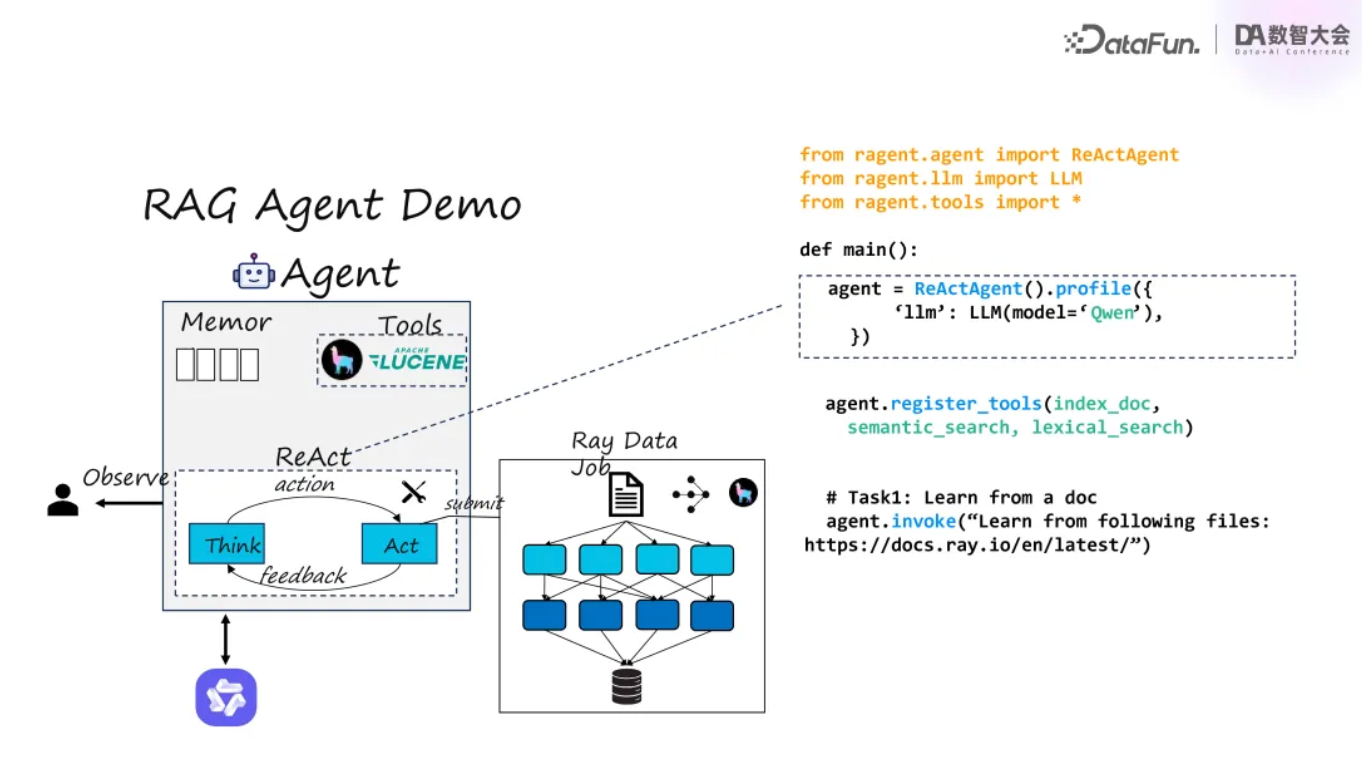 DataFun.
DA数智大会
Data+AI Conference
RAG Agent Demo
Agent
Memor
Tools
APACHE
LUCENE
ReAct
action
Think
Act
feedback
Observe
submit
Ray Data
Job
from ragent.agent import ReActAgent
from ragent.llm import LLM
from ragent.tools import *
def main():
agent = ReActAgent().profile({
‘llm’: LLM(model=‘Qwen’),
})
agent.register_tools(index_doc,
semantic_search, lexical_search)
# Task1: Learn from a doc
agent.invoke(“Learn from following files:
https://docs.ray.io/en/latest/”)